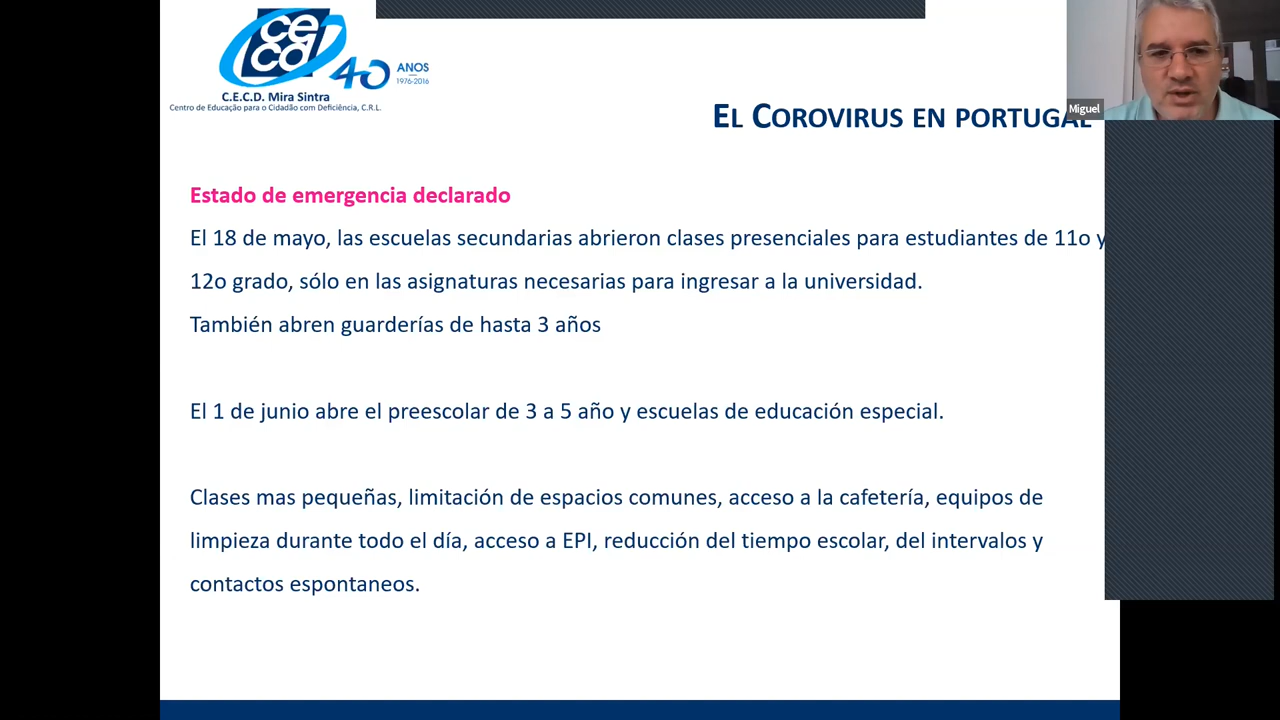 cecd
40 ANOS
1976-2016
C.E.C.D. Mira Sintra
Centro de Educação para o Cidadão com Deficiência, C.R.L.
Miguel
EL COROVIRUS EN PORTUGAL
Estado de emergencia declarado
El 18 de mayo, las escuelas secundarias abrieron clases presenciales para estudiantes de 11o y
12o grado, sólo en las asignaturas necesarias para ingresar a la universidad.
También abren guarderías de hasta 3 años
El 1 de junio abre el preescolar de 3 a 5 año y escuelas de educación especial.
Clases mas pequeñas, limitación de espacios comunes, acceso a la cafetería, equipos de
limpieza durante todo el día, acceso a EPI, reducción del tiempo escolar, del intervalos y
contactos espontaneos.